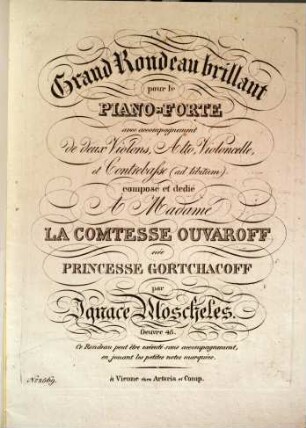 Grand Rondeau brillant
pour le
PIANO=FORTE
avec accompagnement
de deux Violons, Alto, Violoncelle,
et Contrebasse (ad libitum).
composé et dedié
A Madame
LA COMTESSE OUVAROFF
née
PRINCESSE GORTCHACOFF
par
Ignace Moscheles.
Oeuvre 45.
Ce Rondeau peut être exécuté sans accompagnement,
en jouant les petites notes marquées.
à Vienne chez Artaria et Comp.